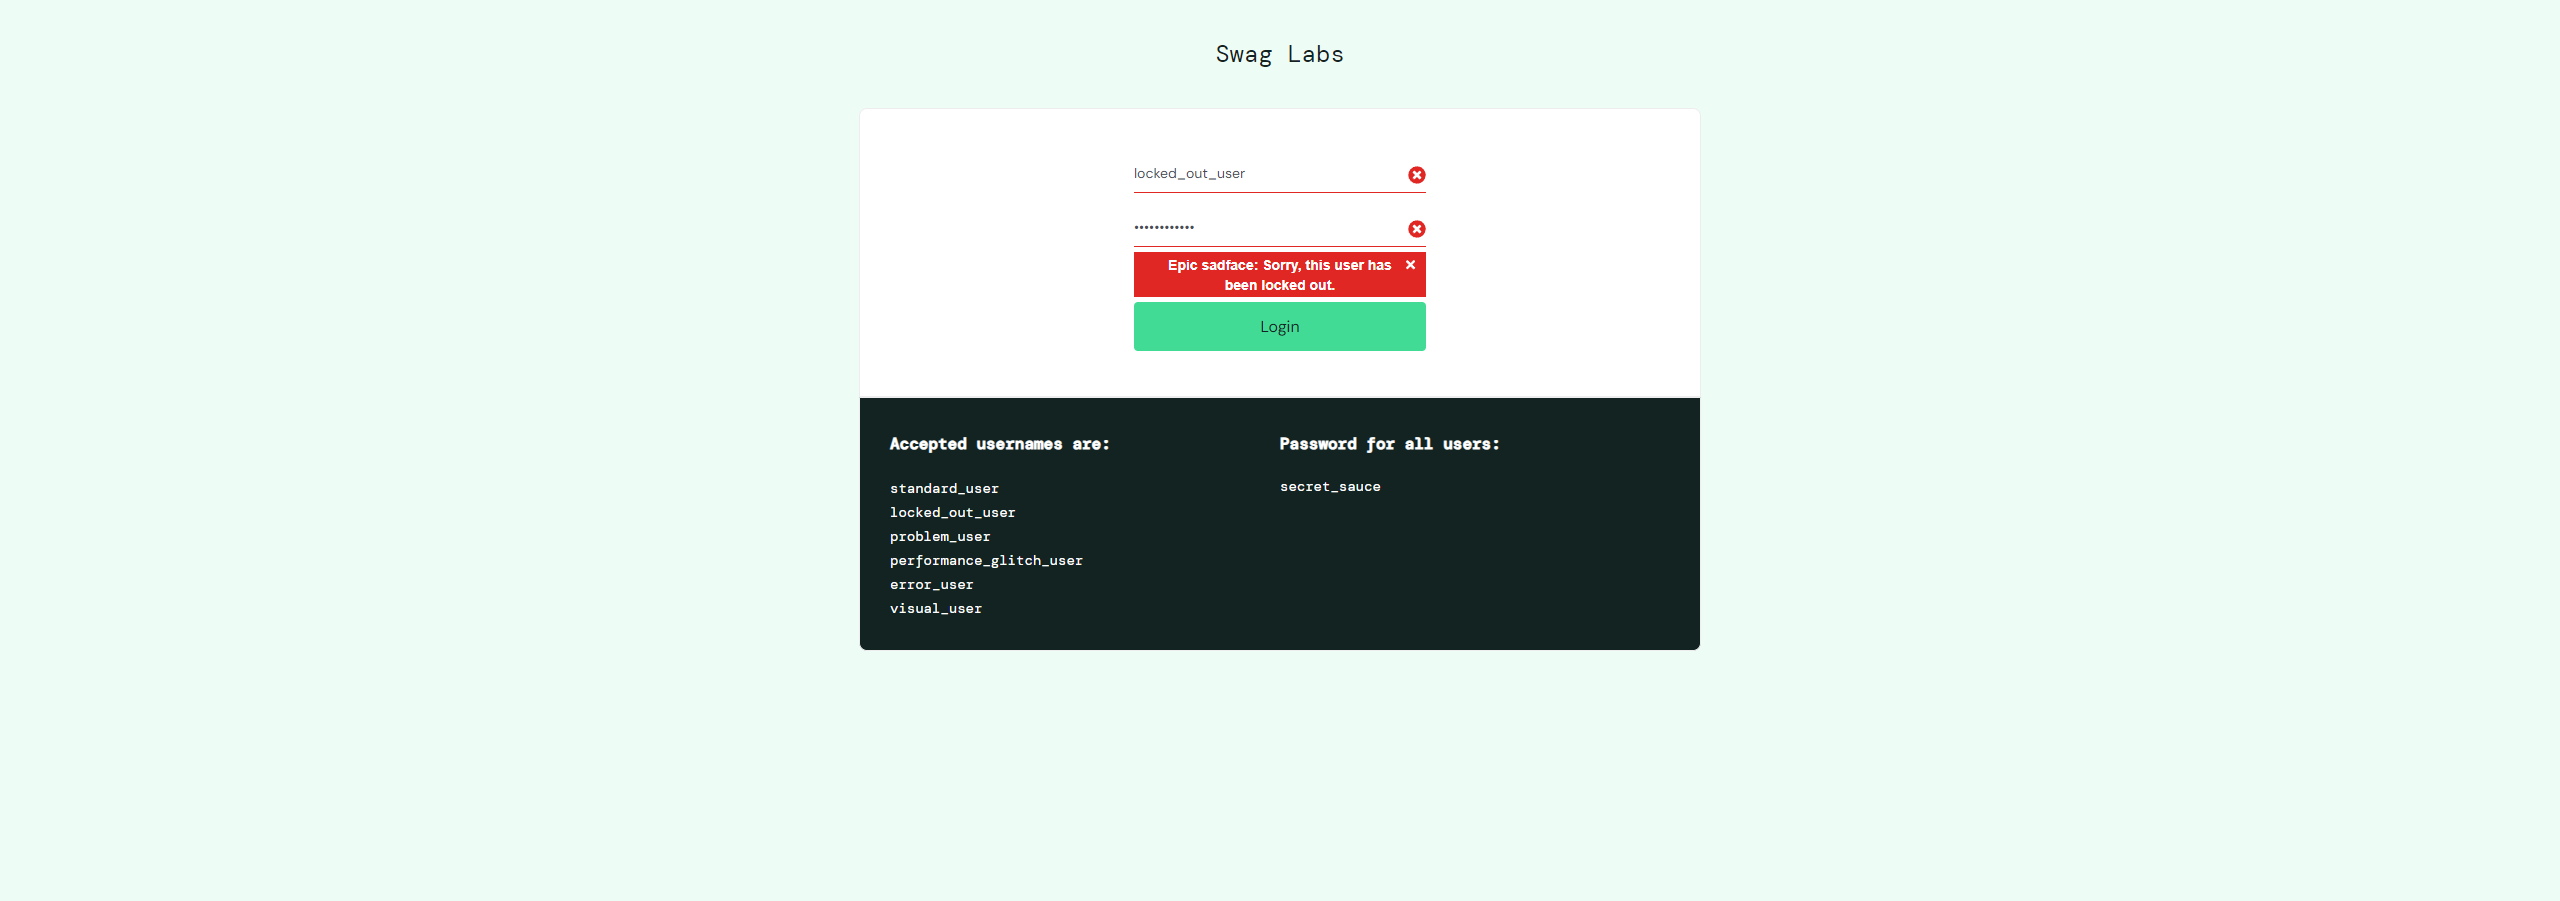 Swag Labs
locked_out_user
••••••••••••
Epic sadface: Sorry, this user has
been locked out.
Login
Accepted usernames are:
standard_user
locked_out_user
problem_user
performance_glitch_user
error_user
visual_user
Password for all users:
secret_sauce